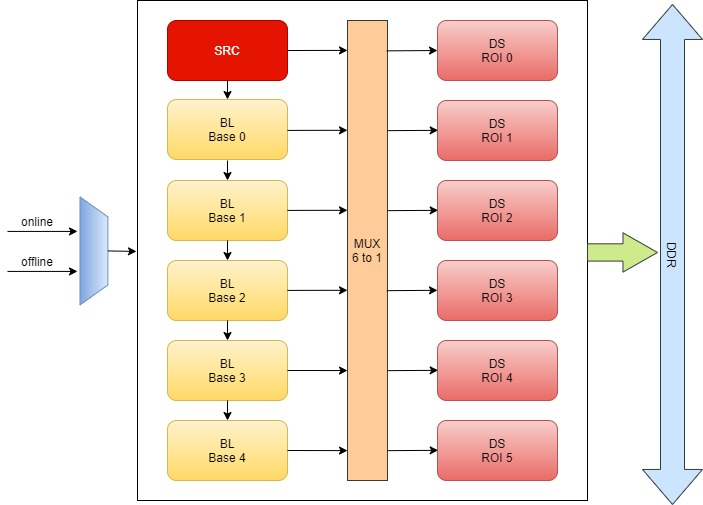 SRC
DS
ROI 0
BL
Base 0
DS
ROI 1
BL
Base 1
DS
ROI 2
online
offline
MUX
6 to 1
DDR
BL
Base 2
DS
ROI 3
BL
Base 3
DS
ROI 4
BL
Base 4
DS
ROI 5